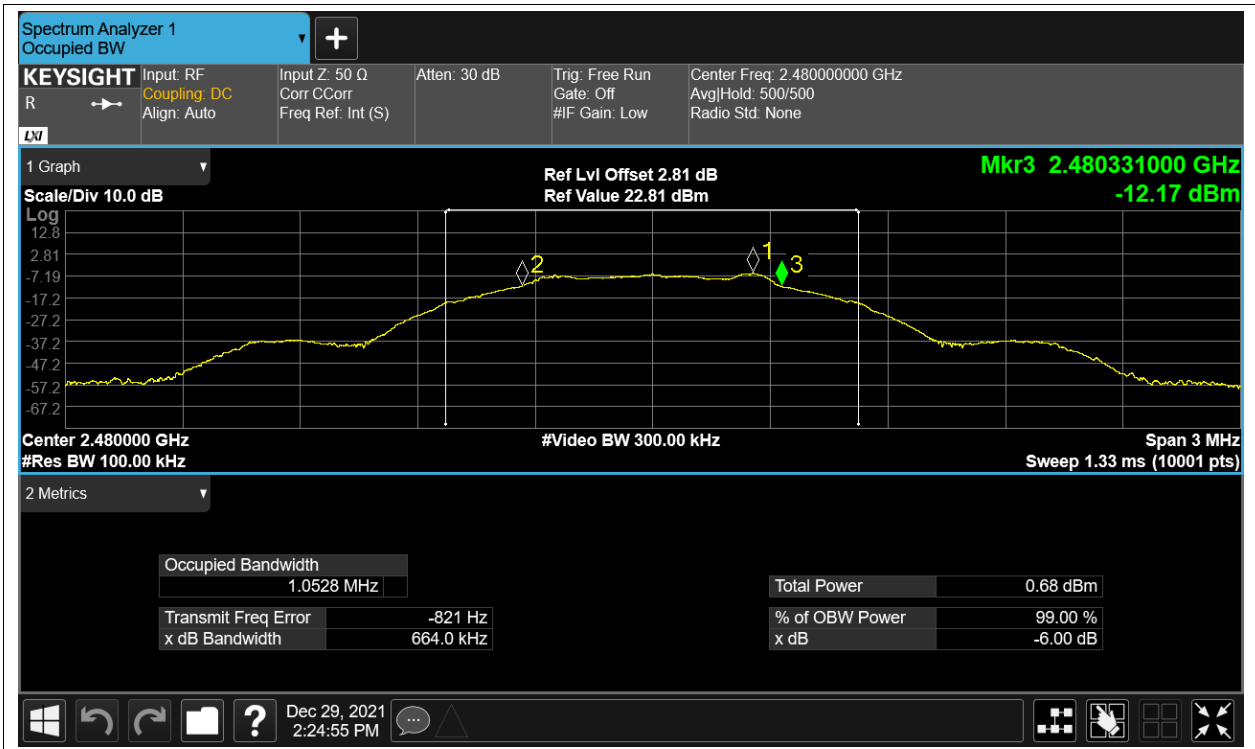 Spectrum Analyzer 1
Occupied BW
KEYSIGHT
R
LXI
Input: RF
Coupling: DC
Align: Auto
Input Z: 50 Ω
Corr CCorr
Freq Ref: Int (S)
Atten: 30 dB
Trig: Free Run
Gate: Off
#IF Gain: Low
Center Freq: 2.480000000 GHz
Avg|Hold: 500/500
Radio Std: None
1 Graph
Scale/Div 10.0 dB
Ref Lvl Offset 2.81 dB
Ref Value 22.81 dBm
Mkr3 2.480331000 GHz
-12.17 dBm
Log
12.8
2.81
-7.19
-17.2
-27.2
-37.2
-47.2
-57.2
-67.2
2
1
3
Center 2.480000 GHz
#Video BW 300.00 kHz
Span 3 MHz
#Res BW 100.00 kHz
Sweep 1.33 ms (10001 pts)
2 Metrics
Occupied Bandwidth
1.0528 MHz
Transmit Freq Error -821 Hz
x dB Bandwidth 664.0 kHz
Total Power 0.68 dBm
% of OBW Power 99.00 %
x dB -6.00 dB
?
Dec 29, 2021
2:24:55 PM